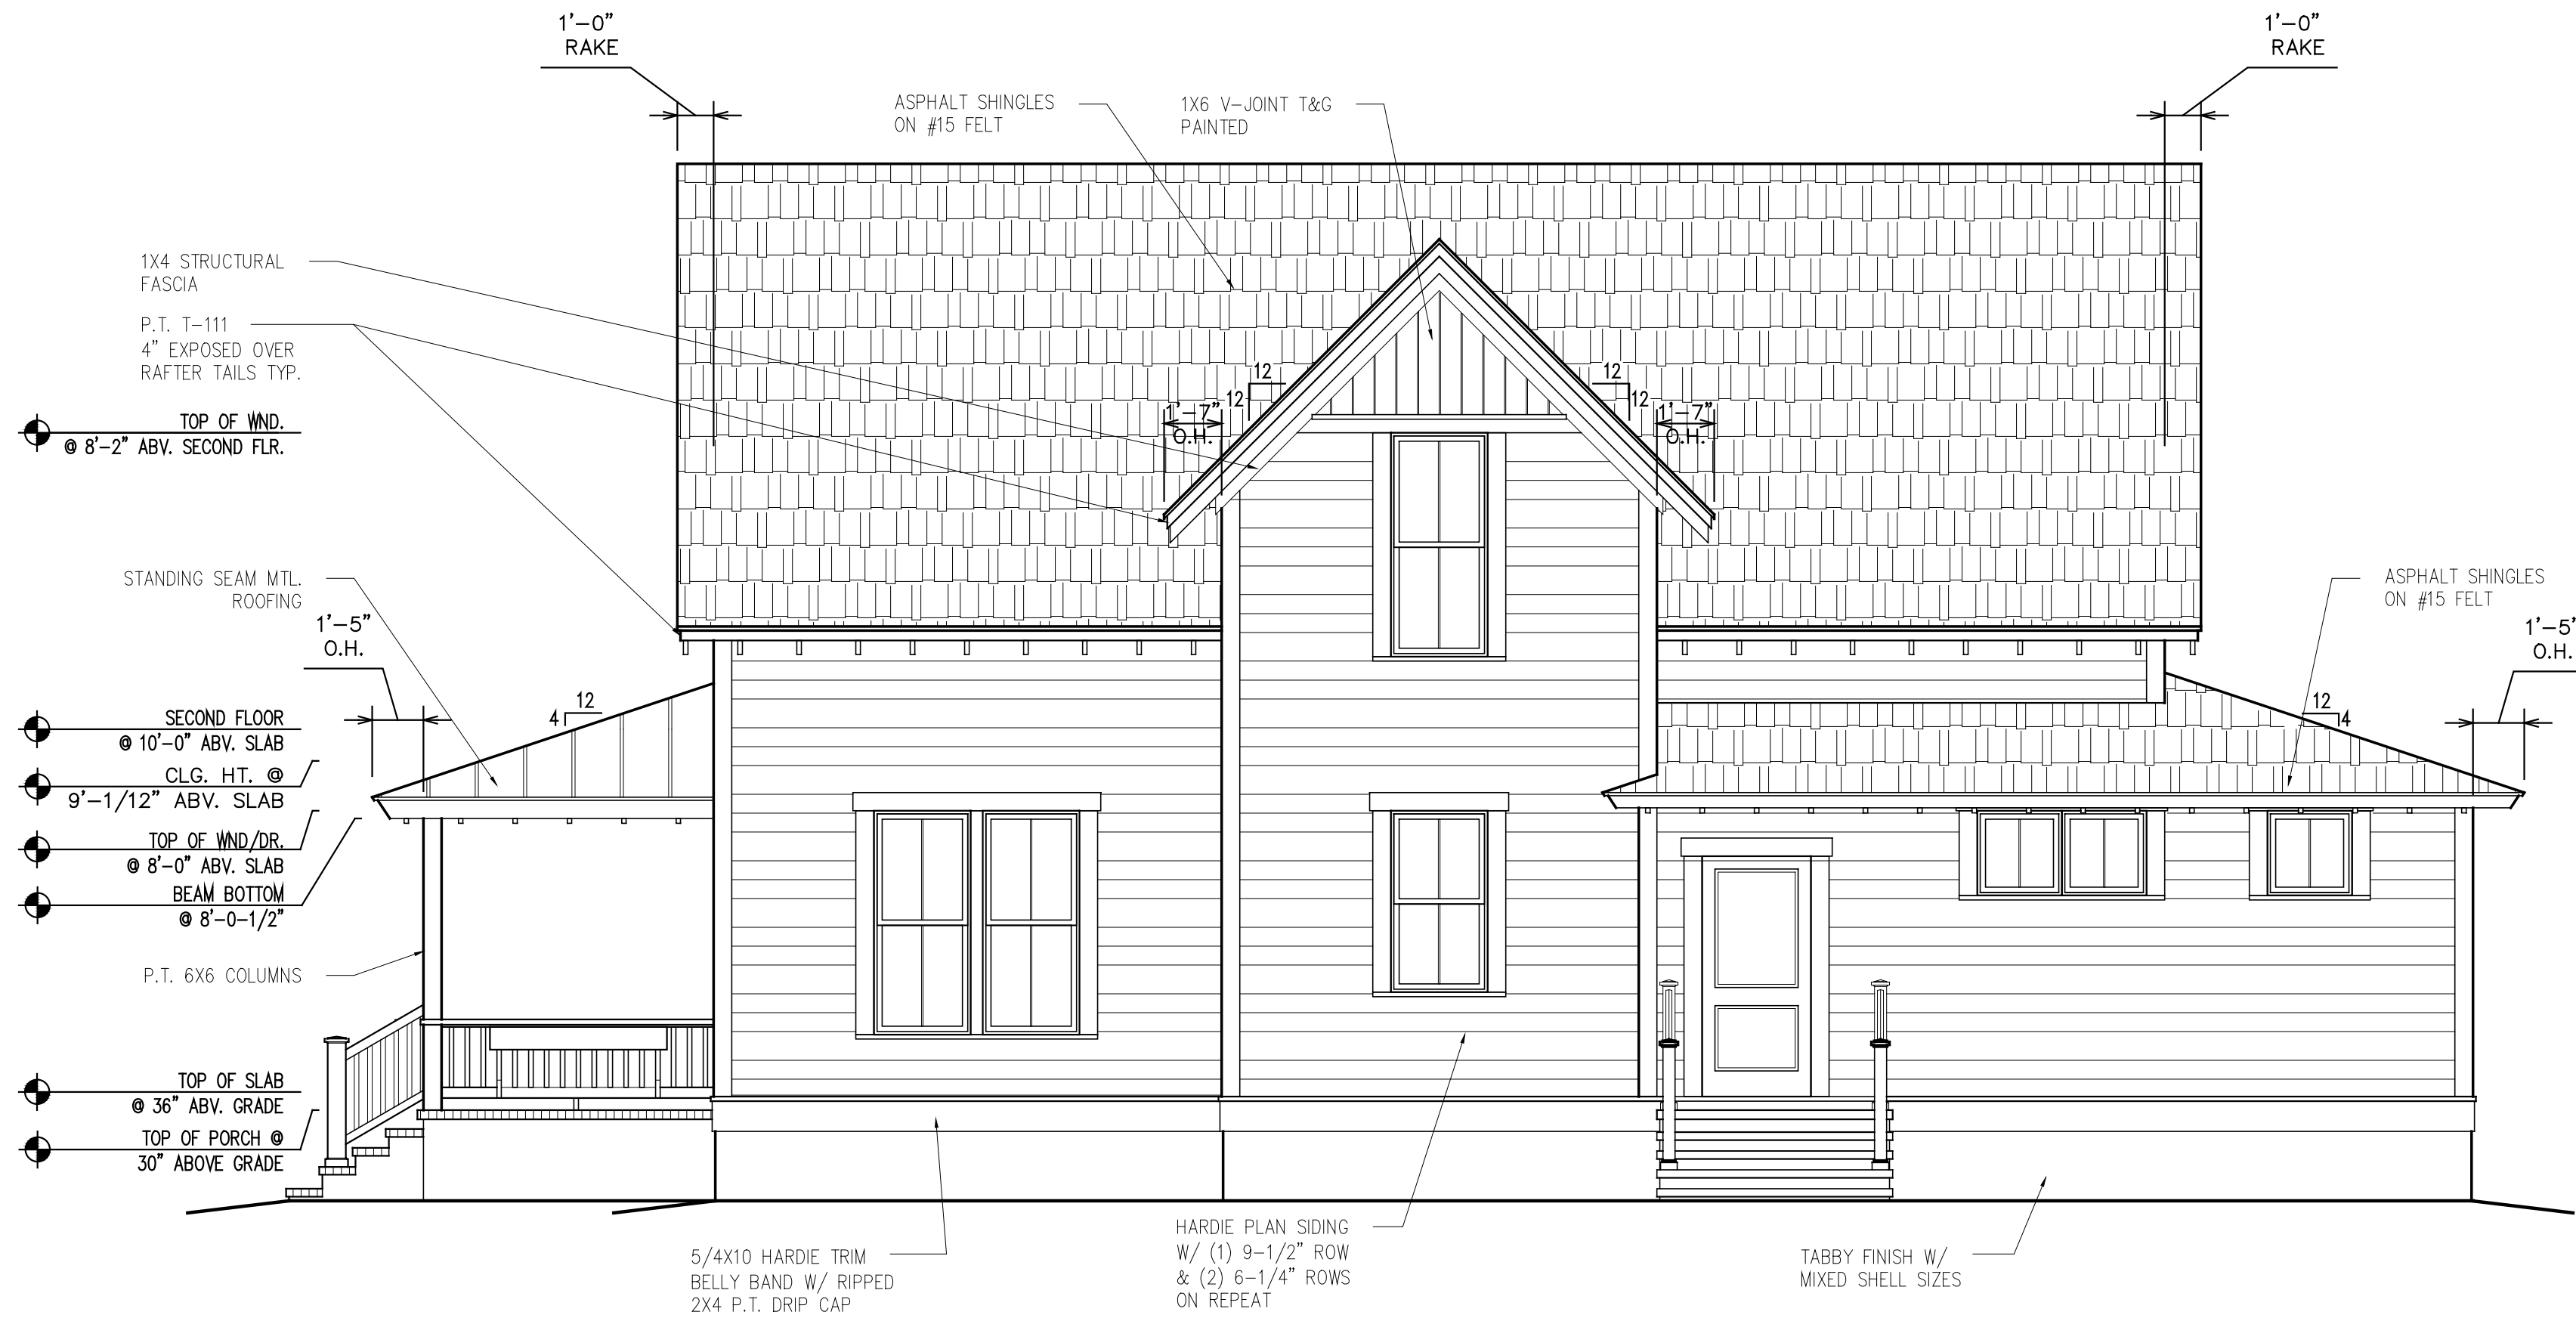 1'-0"
RAKE
1'-0"
RAKE
ASPHALT SHINGLES
ON #15 FELT
1X6 V-JOINT T&G
PAINTED
1X4 STRUCTURAL
FASCIA
P.T. T-111
4" EXPOSED OVER
RAFTER TAILS TYP.
12
12
12
12
1'-7"
O.H.
1'-7"
O.H.
TOP OF WND.
@ 8'-2" ABV. SECOND FLR.
STANDING SEAM MTL.
ROOFING
ASPHALT SHINGLES
ON #15 FELT
1'-5"
O.H.
1'-5"
O.H.
12
4
12
4
SECOND FLOOR
@ 10'-0" ABV. SLAB
CLG. HT. @
9'-1/12" ABV. SLAB
TOP OF WND/DR.
@ 8'-0" ABV. SLAB
BEAM BOTTOM
@ 8'-0-1/2"
P.T. 6X6 COLUMNS
TOP OF SLAB
@ 36" ABV. GRADE
TOP OF PORCH @
30" ABOVE GRADE
5/4X10 HARDIE TRIM
BELLY BAND W/ RIPPED
2X4 P.T. DRIP CAP
HARDIE PLAN SIDING
W/ (1) 9-1/2" ROW
& (2) 6-1/4" ROWS
ON REPEAT
TABBY FINISH W/
MIXED SHELL SIZES